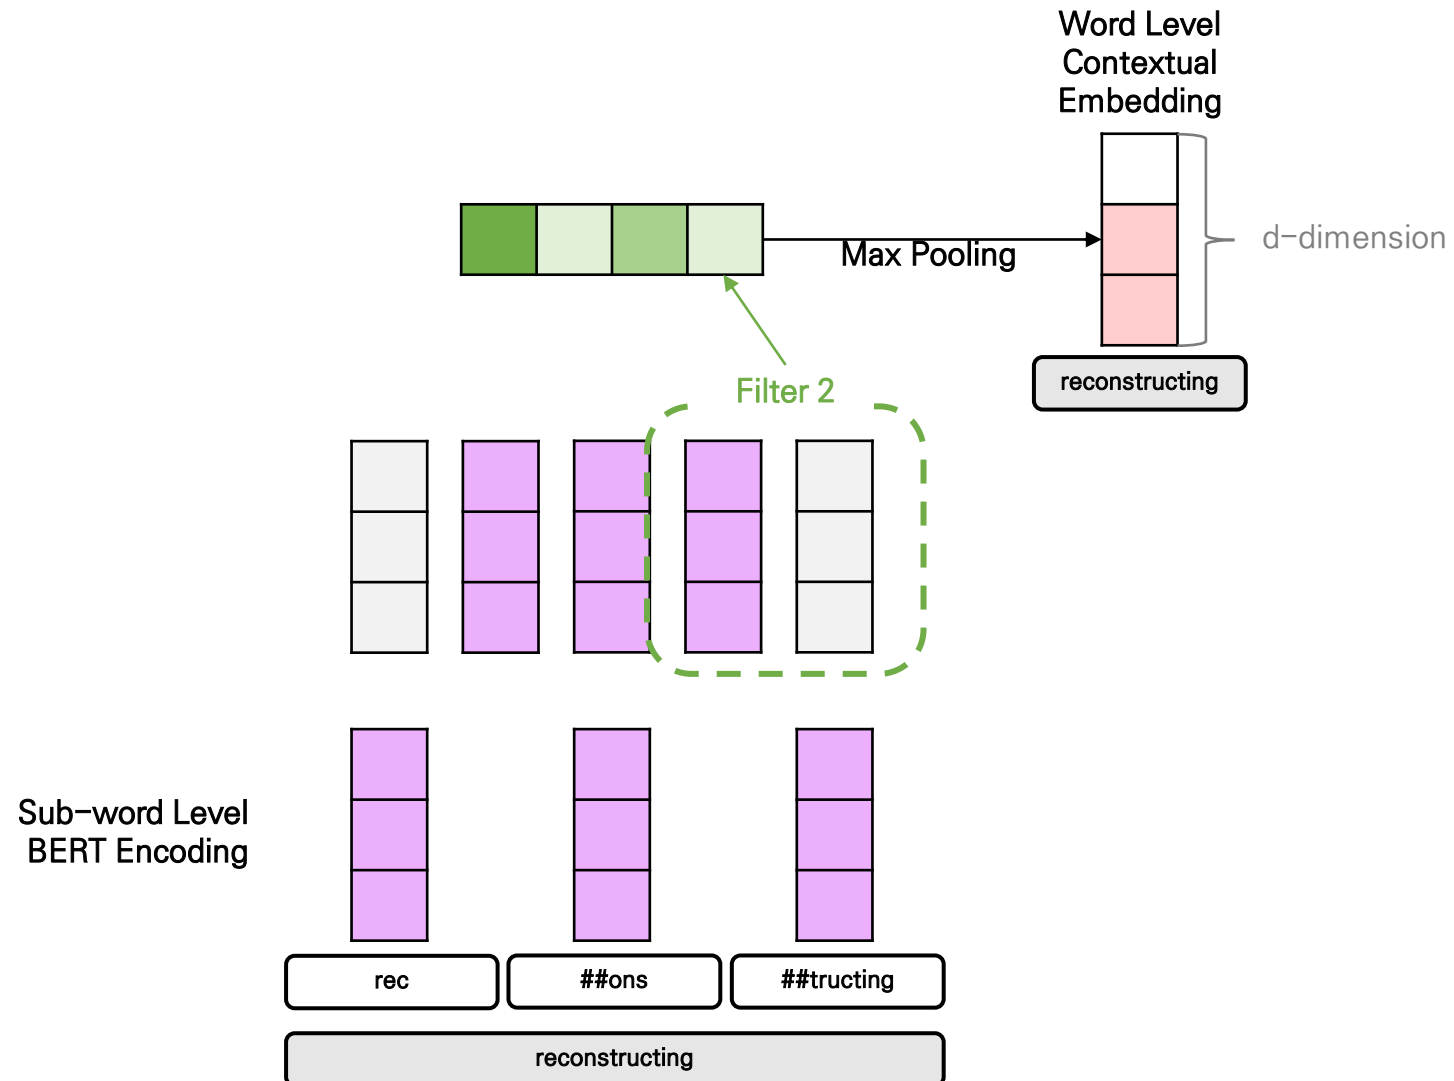 Word Level
Contextual
Embedding
d-dimension
Max Pooling
reconstructing
Filter 2
Sub-word Level
BERT Encoding
rec
##ons
##tructing
reconstructing